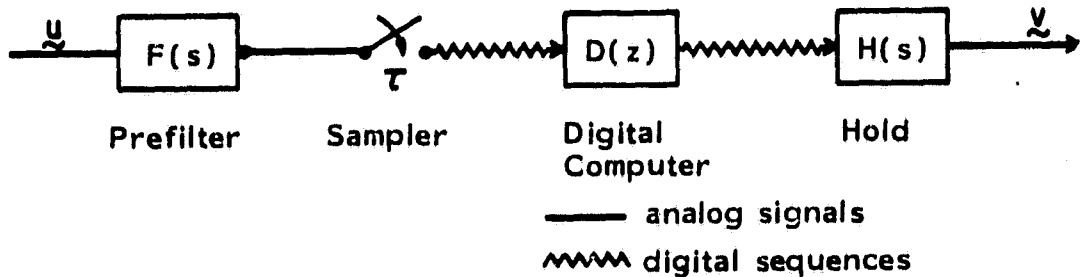 u v
F(s) D(z) H(s)
τ
Prefilter Sampler Digital Computer Hold
analog signals
digital sequences